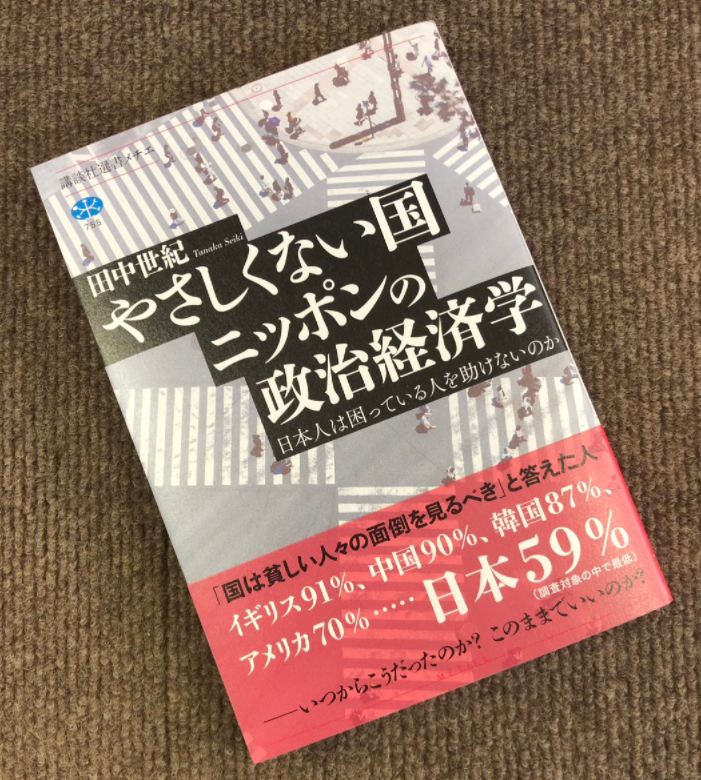 講談社選書メチエ
755
田中世紀 Tanaka Seiki
やさしくない国
ニッポンの
政治経済学
日本人は困っている人を助けないのか
「国は貧しい人々の面倒を見るべき」と答えた人
イギリス91%、中国90%、韓国87%、
アメリカ70%‥‥‥日本59%
（調査対象の中で最低）
──いつからこうだったのか？ このままでいいのか？